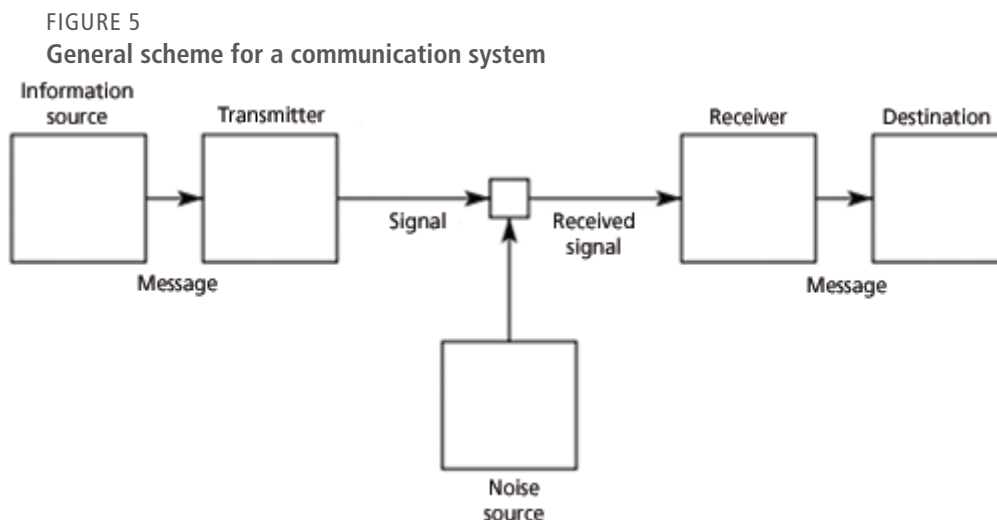 FIGURE 5
General scheme for a communication system
Information
source
Transmitter
Receiver
Destination
Signal
Received
signal
Message
Message
Noise
source